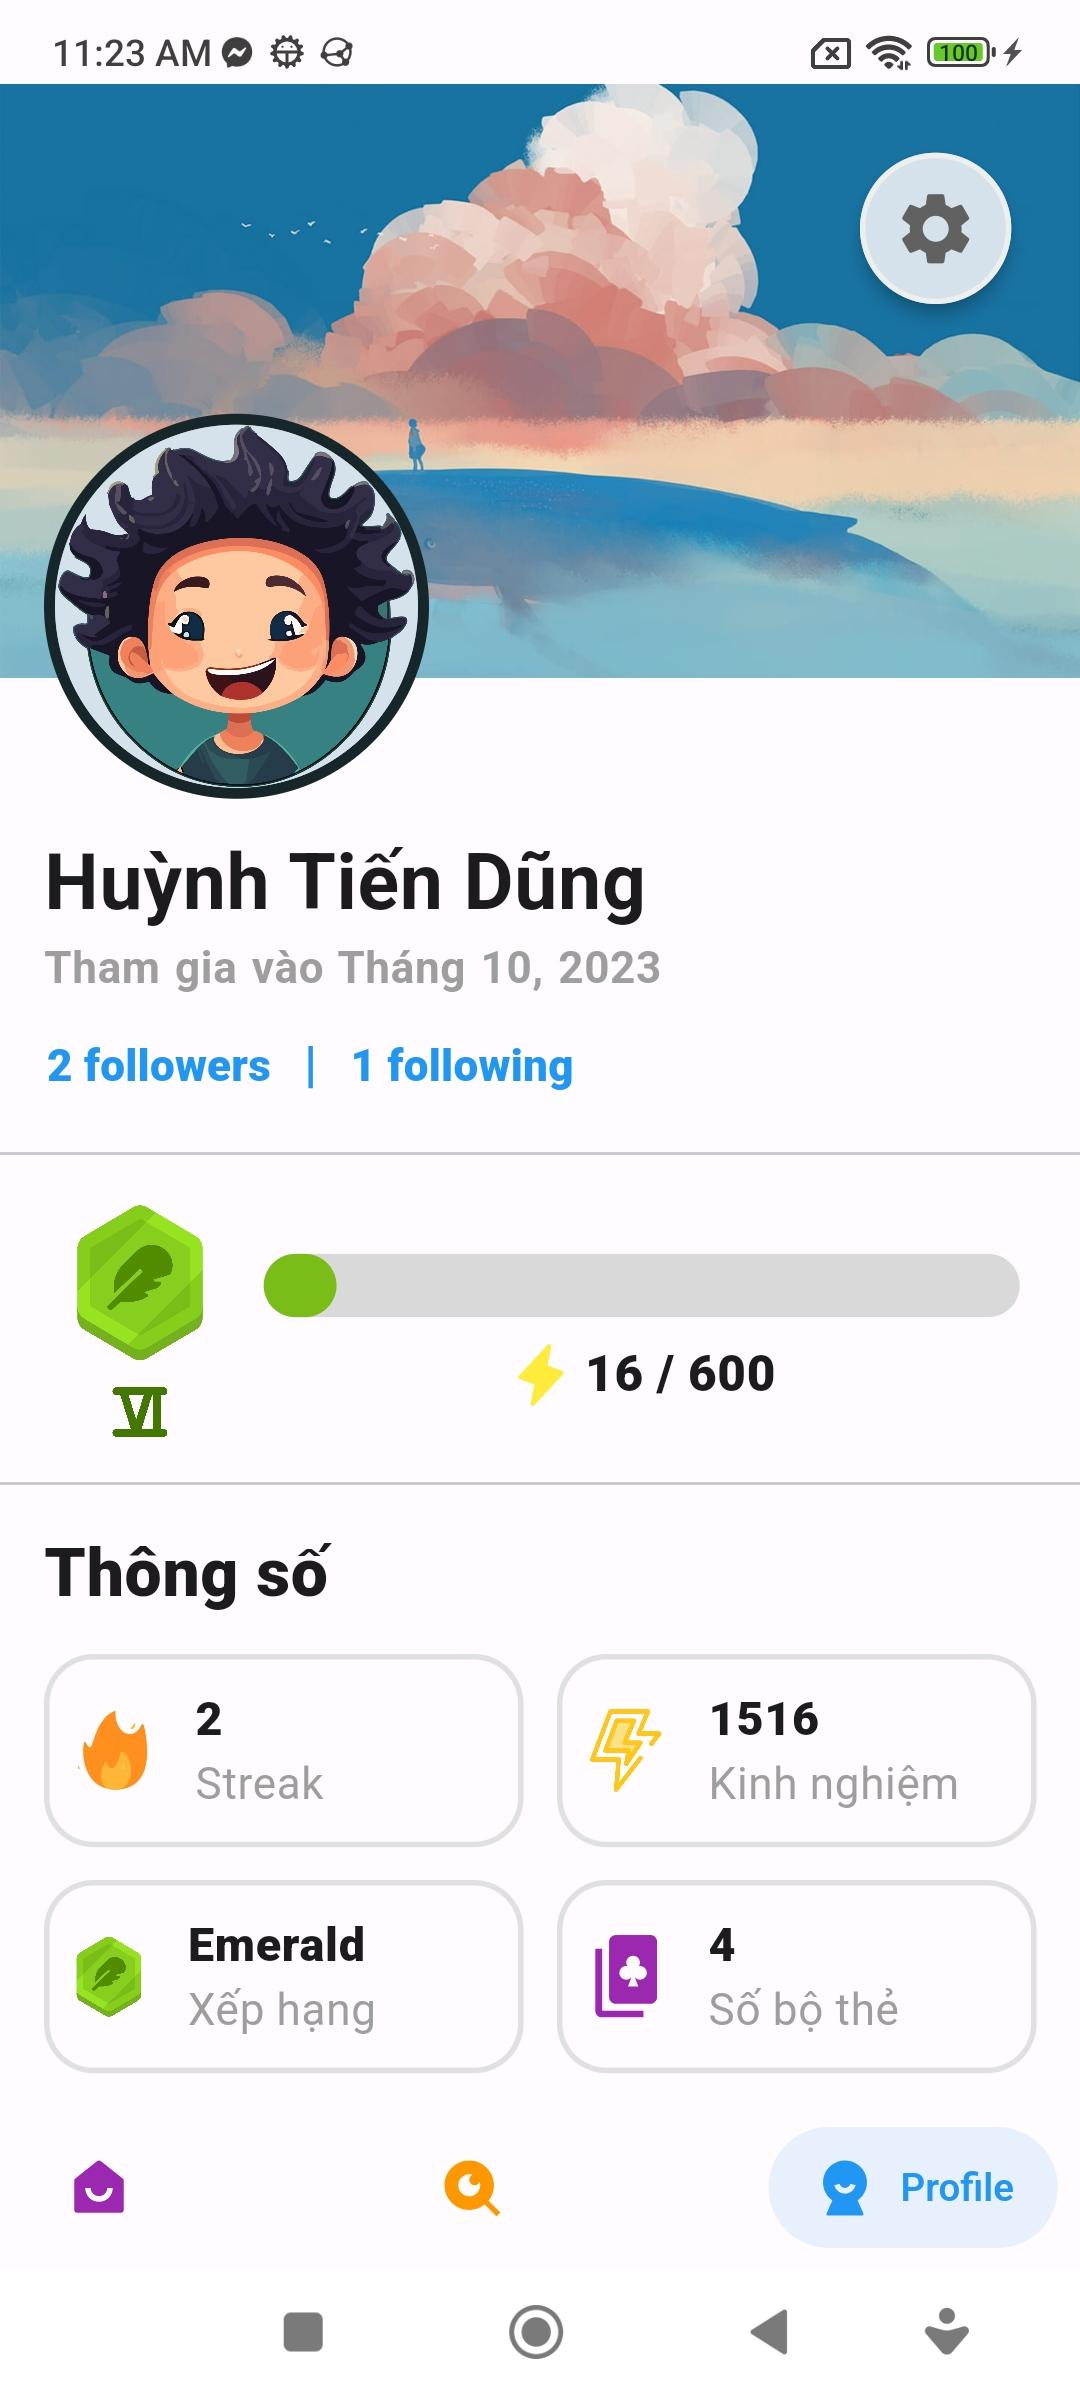 11:23 AM
100
Huỳnh Tiến Dũng
Tham gia vào Tháng 10, 2023
2 followers | 1 following
16 / 600
VI
Thông số
2
Streak
1516
Kinh nghiệm
Emerald
Xếp hạng
4
Số bộ thẻ
Profile